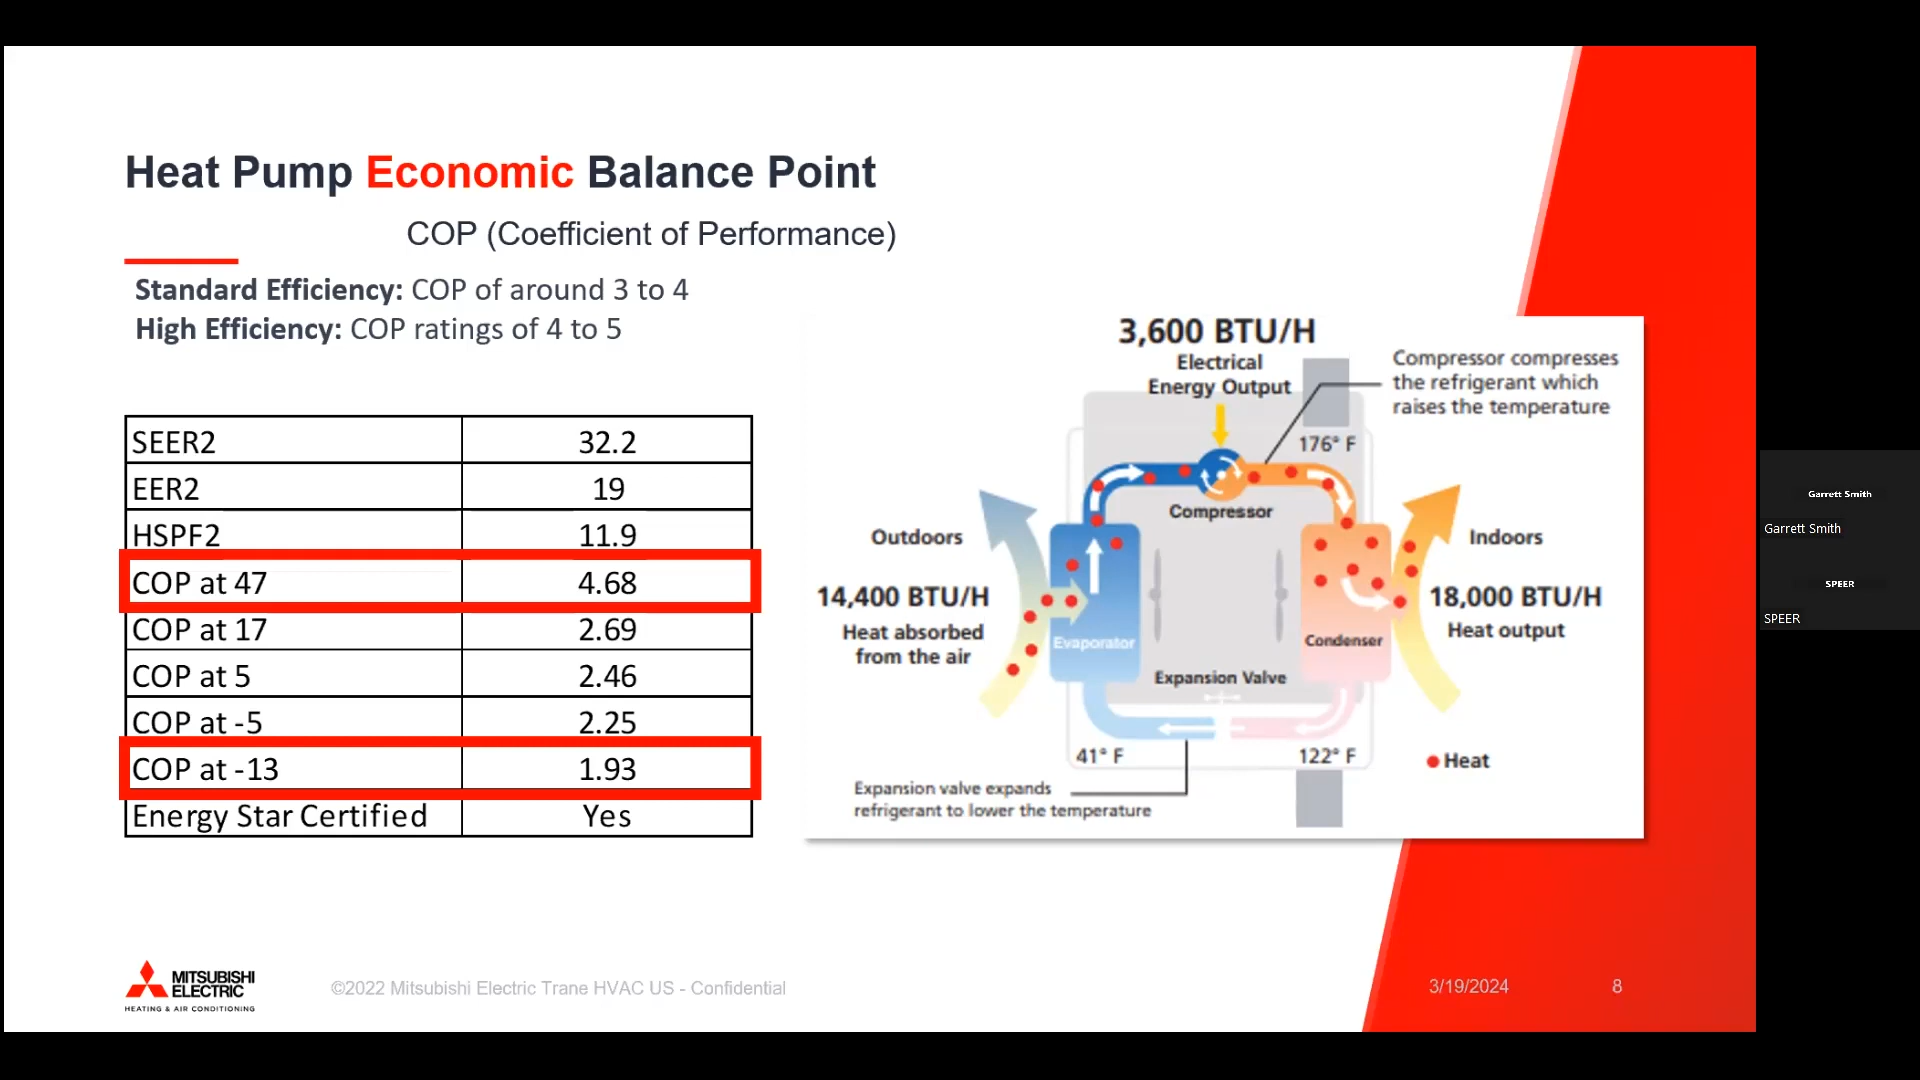 Heat Pump Economic Balance Point
COP (Coefficient of Performance)
Standard Efficiency: COP of around 3 to 4
High Efficiency: COP ratings of 4 to 5
SEER2 32.2
EER2 19
HSPF2 11.9
COP at 47 4.68
COP at 17 2.69
COP at 5 2.46
COP at -5 2.25
COP at -13 1.93
Energy Star Certified Yes
3,600 BTU/H
Electrical
Energy Output
Compressor compresses
the refrigerant which
raises the temperature
176° F
Compressor
Outdoors
14,400 BTU/H
Heat absorbed
from the air
Evaporator
Condenser
Indoors
18,000 BTU/H
Heat output
Expansion Valve
41° F
122° F
Heat
Expansion valve expands
refrigerant to lower the temperature
MITSUBISHI
ELECTRIC
HEATING & AIR CONDITIONING
©2022 Mitsubishi Electric Trane HVAC US - Confidential
3/19/2024
8
Garrett Smith
Garrett Smith
SPEER
SPEER